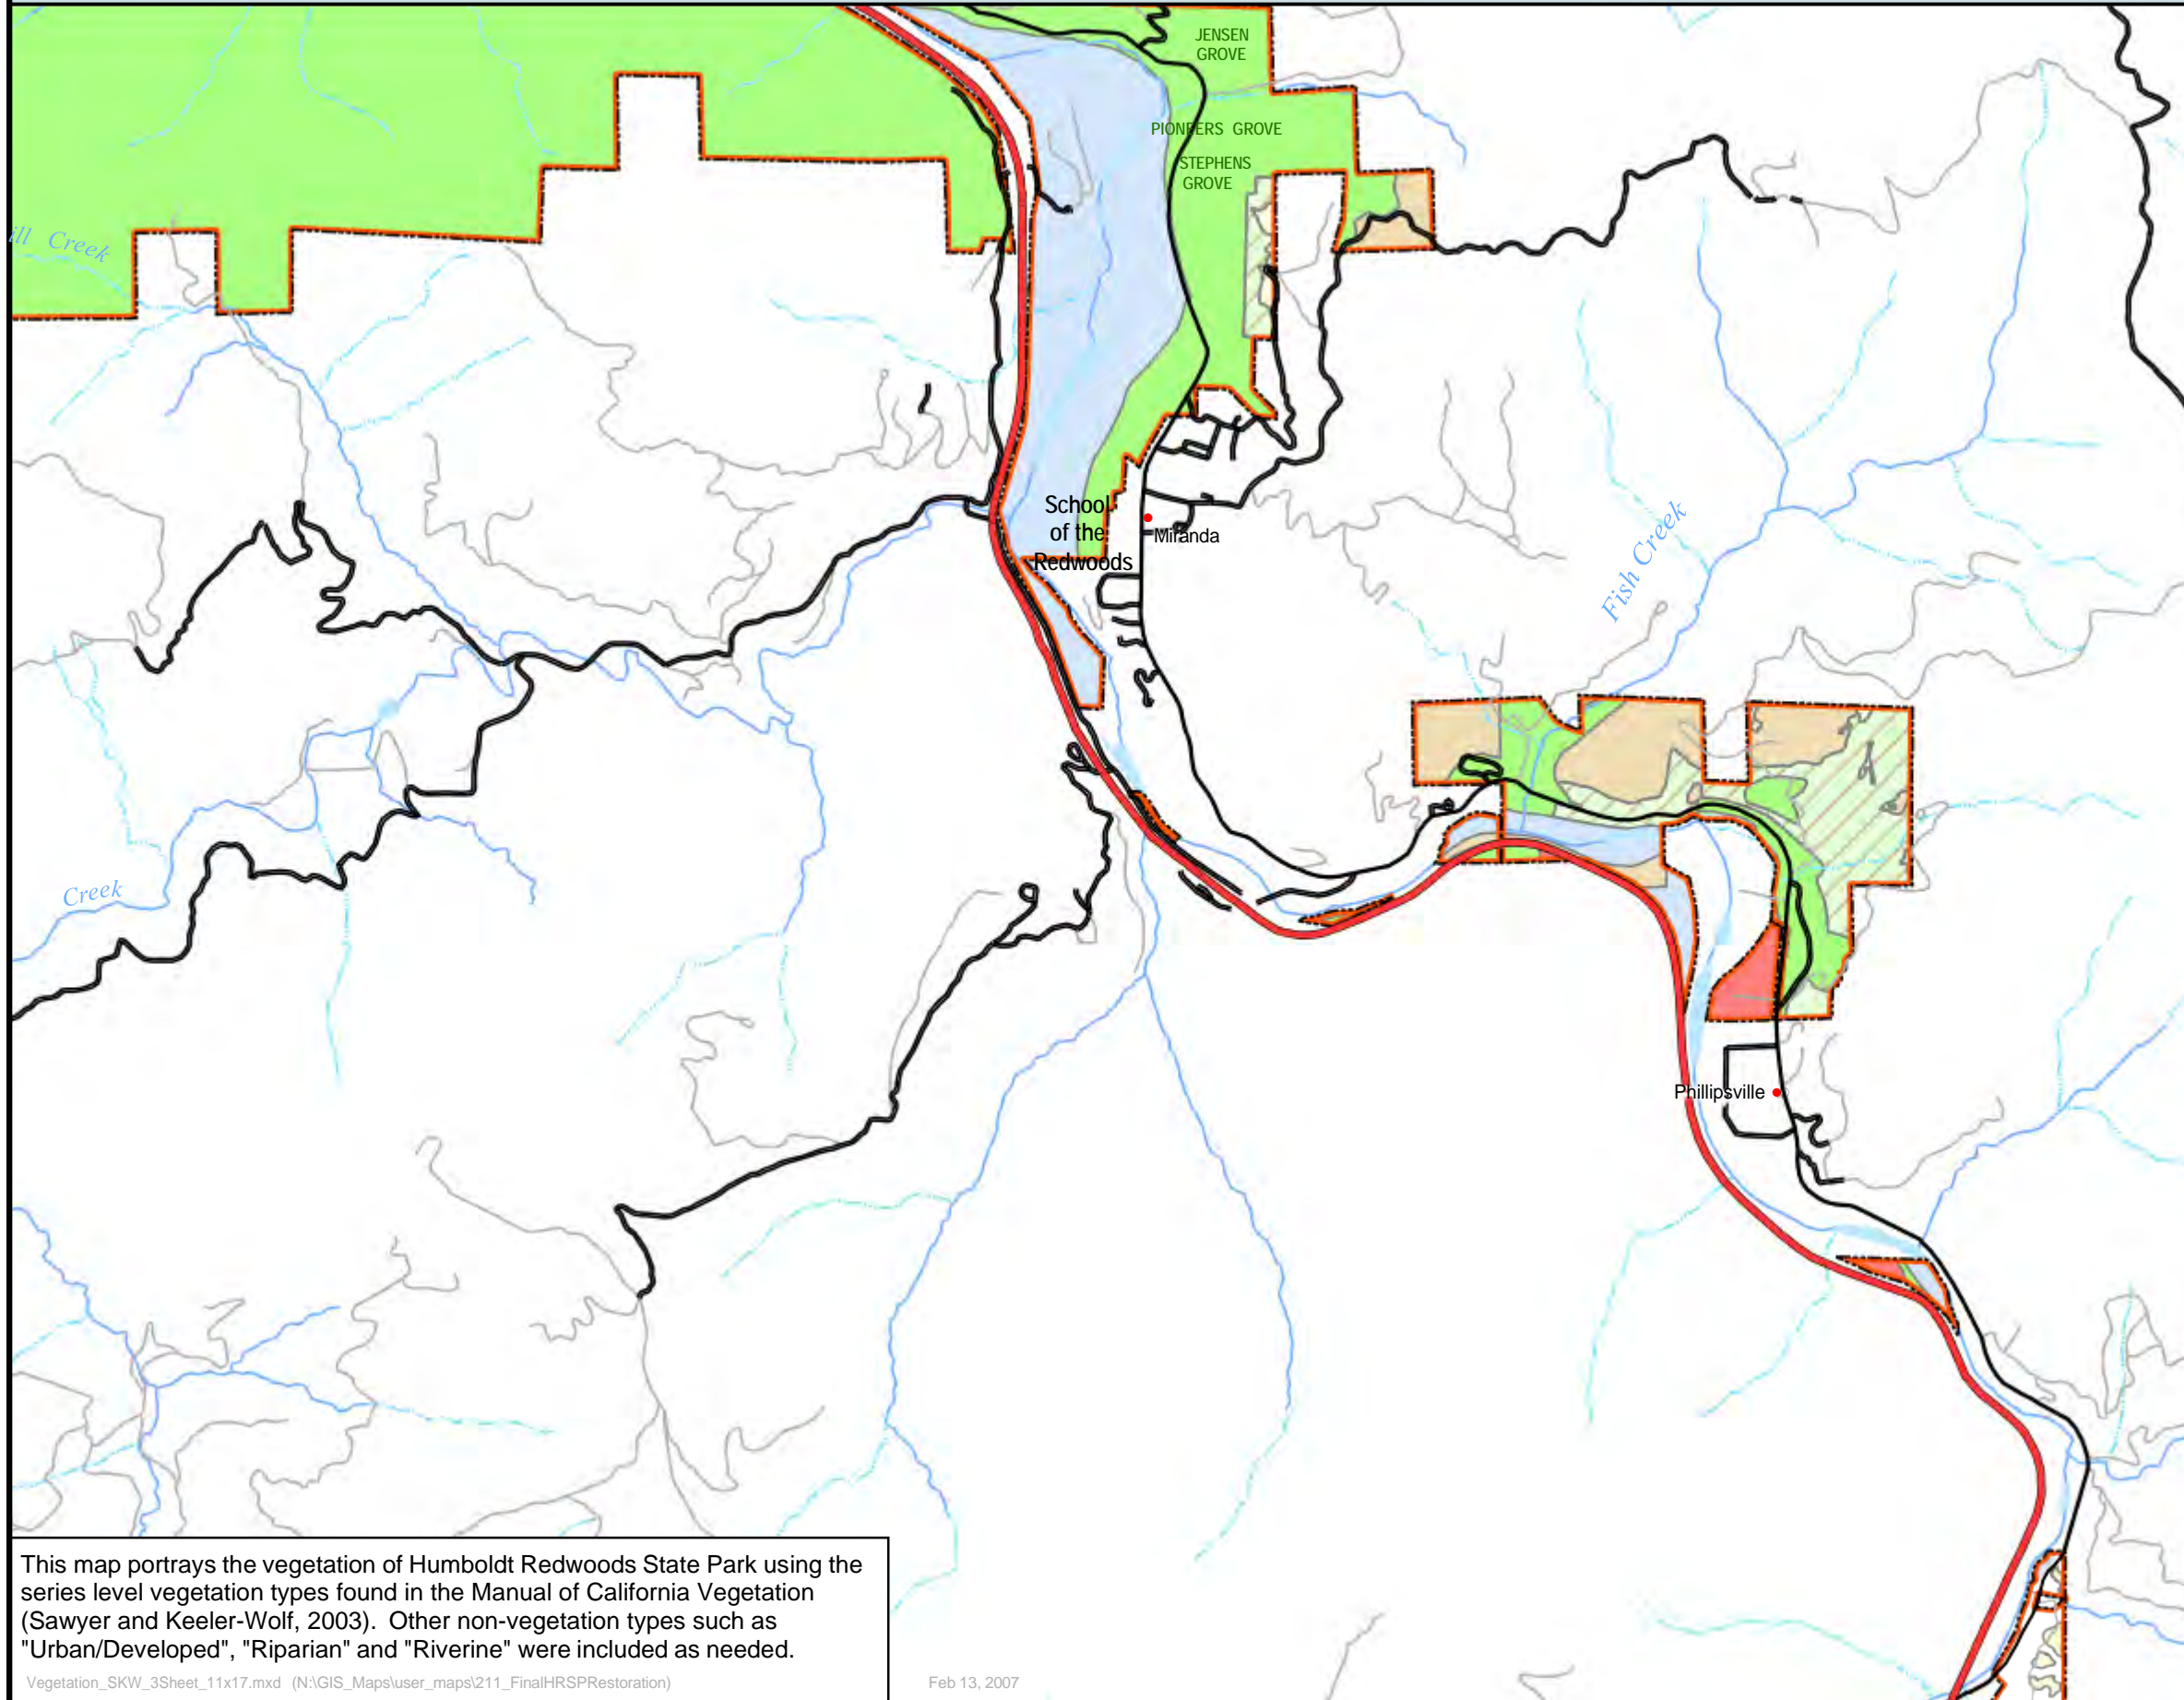 JENSEN
GROVE
PIONEERS GROVE
STEPHENS
GROVE
ill Creek
School
of the
Redwoods
Miranda
Fish Creek
Creek
Phillipsville
This map portrays the vegetation of Humboldt Redwoods State Park using the
series level vegetation types found in the Manual of California Vegetation
(Sawyer and Keeler-Wolf, 2003). Other non-vegetation types such as
"Urban/Developed", "Riparian" and "Riverine" were included as needed.
Vegetation_SKW_3Sheet_11x17.mxd (N:\GIS_Maps\user_maps\211_FinalHRSPRestoration)
Feb 13, 2007